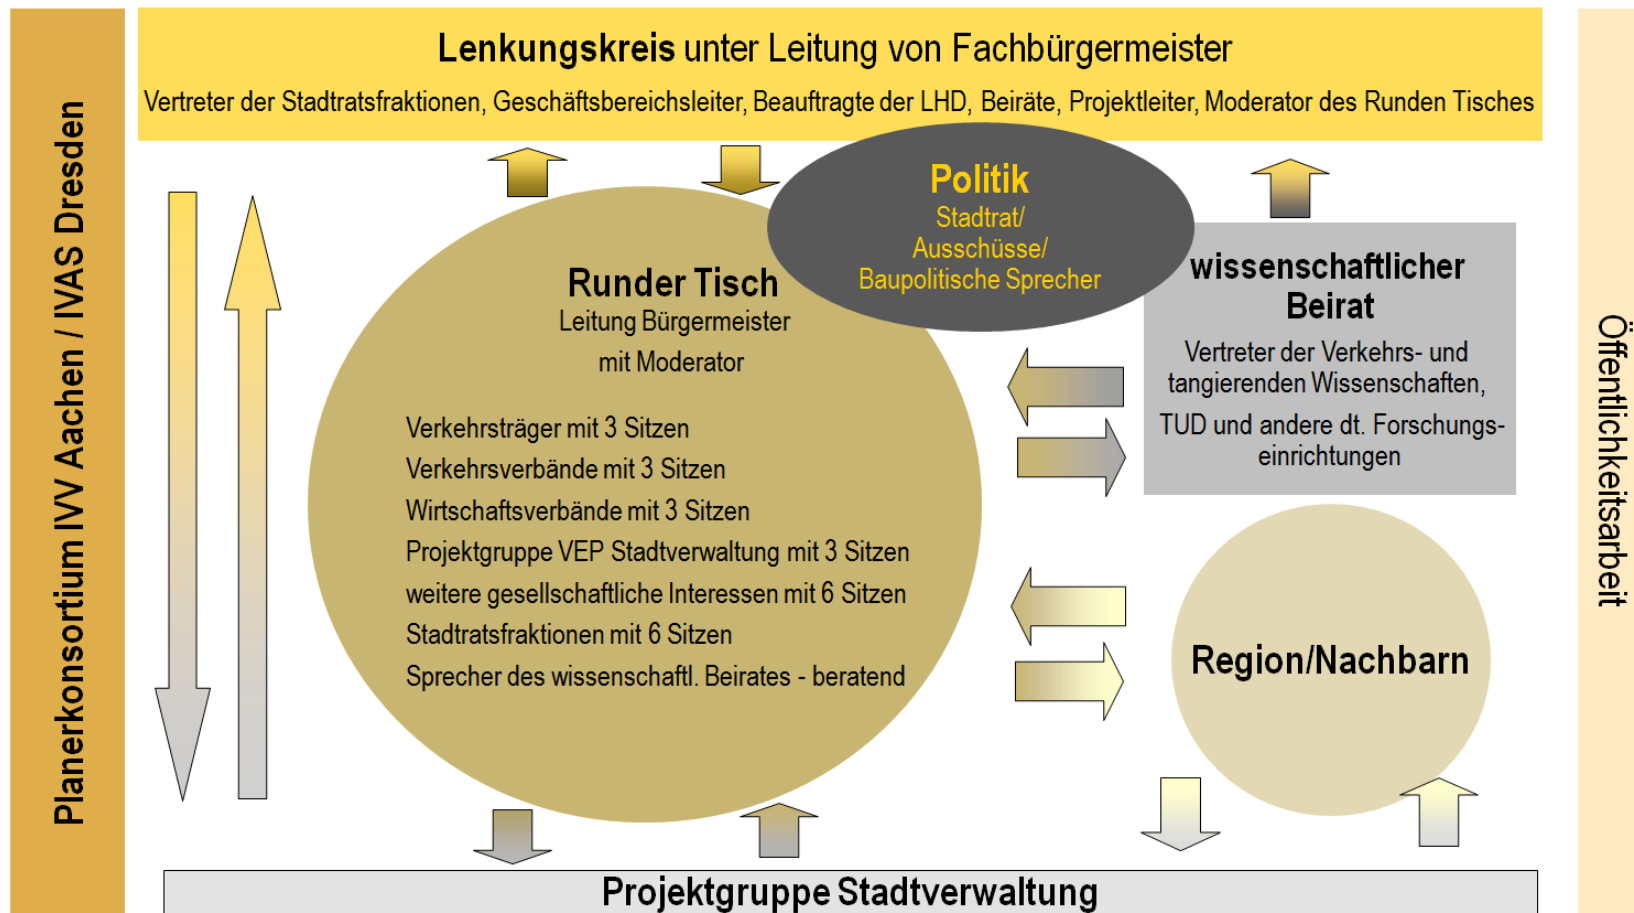 Planerkonsortium IVV Aachen / IVAS Dresden
Lenkungskreis unter Leitung von Fachbürgermeister
Vertreter der Stadtratsfraktionen, Geschäftsbereichsleiter, Beauftragte der LHD, Beiräte, Projektleiter, Moderator des Runden Tisches
Politik
Stadtrat/
Ausschüsse/
Baupolitische Sprecher
Runder Tisch
Leitung Bürgermeister
mit Moderator
Verkehrsträger mit 3 Sitzen
Verkehrsverbände mit 3 Sitzen
Wirtschaftsverbände mit 3 Sitzen
Projektgruppe VEP Stadtverwaltung mit 3 Sitzen
weitere gesellschaftliche Interessen mit 6 Sitzen
Stadtratsfraktionen mit 6 Sitzen
Sprecher des wissenschaftl. Beirates - beratend
wissenschaftlicher
Beirat
Vertreter der Verkehrs- und
tangierenden Wissenschaften,
TUD und andere dt. Forschungs-
einrichtungen
Region/Nachbarn
Projektgruppe Stadtverwaltung
Öffentlichkeitsarbeit